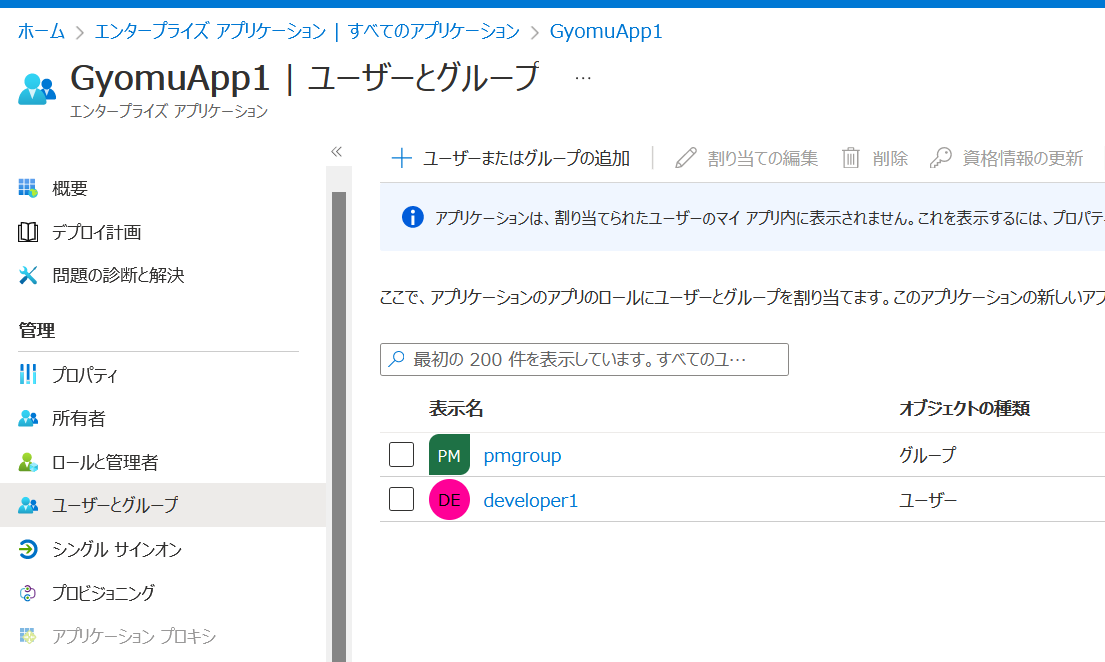 ホーム > エンタープライズ アプリケーション | すべてのアプリケーション > GyomuApp1
GyomuApp1 | ユーザーとグループ ...
エンタープライズ アプリケーション
«
概要
デプロイ計画
問題の診断と解決
管理
プロパティ
所有者
ロールと管理者
ユーザーとグループ
シングル サインオン
プロビジョニング
アプリケーション プロキシ
+ ユーザーまたはグループの追加 | 割り当ての編集 削除 資格情報の更新
アプリケーションは、割り当てられたユーザーのマイ アプリ内に表示されません。これを表示するには、プロパテ
ここで、アプリケーションのアプリのロールにユーザーとグループを割り当てます。このアプリケーションの新しいアプ
最初の 200 件を表示しています。すべてのユ…
表示名 オブジェクトの種類
PM pmgroup グループ
DE developer1 ユーザー